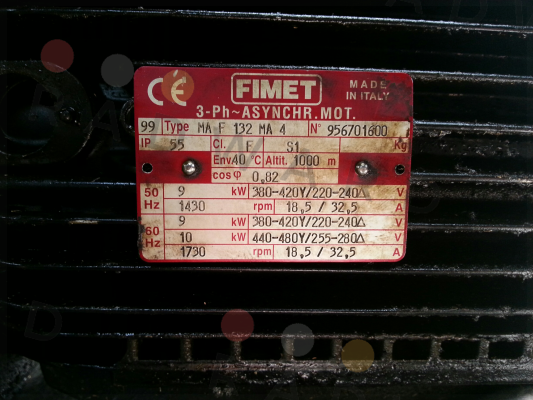 CE FIMET MADE IN ITALY
3-Ph~ASYNCHR.MOT.
99 Type MA F 132 MA 4 N° 956701600
IP 55 Cl. F S1 Kg
Env. 40 °C Altit. 1000 m
cos φ 0,82
50 Hz 9 kW 380-420Y/220-240Δ V
1430 rpm 18,5 / 32,5 A
60 Hz 9 kW 380-420Y/220-240Δ V
10 kW 440-480Y/255-280Δ V
1730 rpm 18,5 / 32,5 A